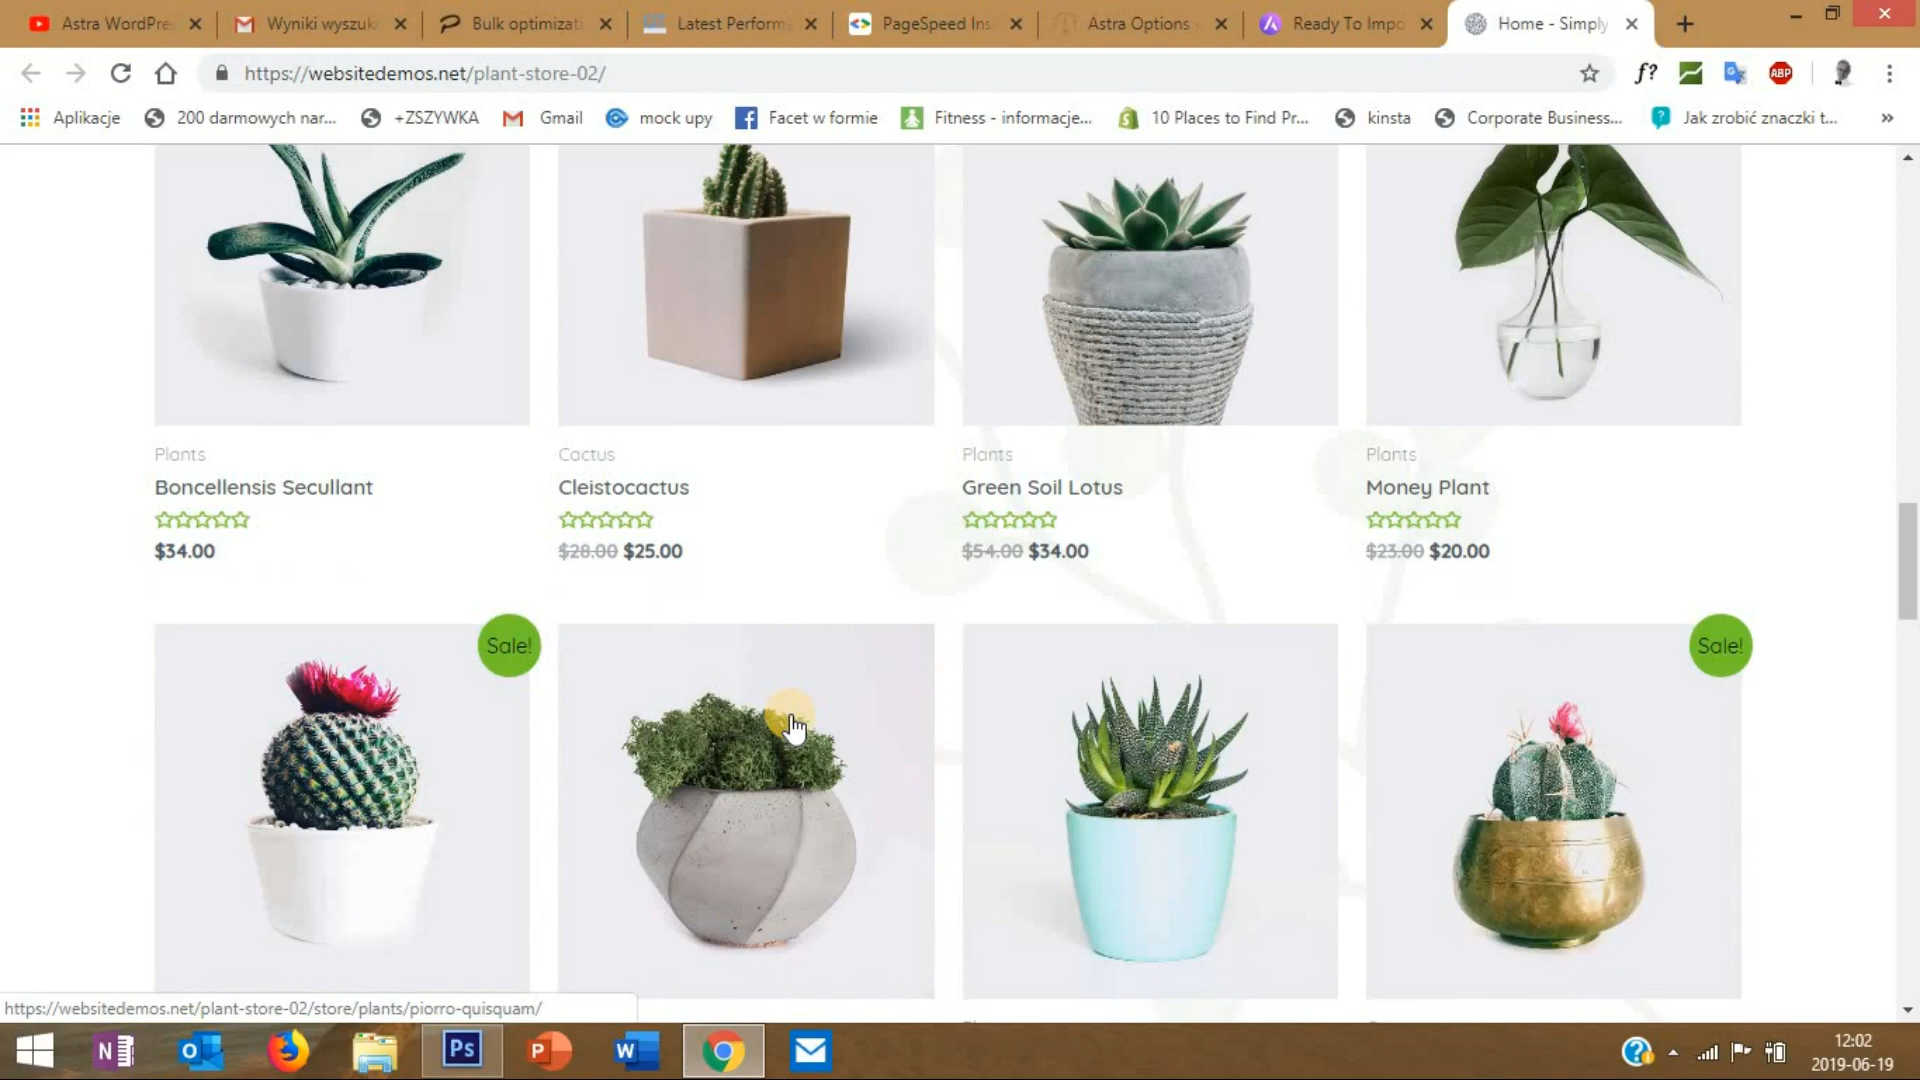 Astra WordPre
Wyniki wyszuk
Bulk optimizati
Latest Perform
PageSpeed Ins
Astra Options
Ready To Impo
Home - Simply
https://websitedemos.net/plant-store-02/
f?
ABP
Aplikacje
200 darmowych nar...
+ZSZYWKA
Gmail
mock upy
Facet w formie
Fitness - informacje...
10 Places to Find Pr...
kinsta
Corporate Business...
Jak zrobić znaczki t...
»
Plants
Boncellensis Secullant
$34.00
Cactus
Cleistocactus
$28.00 $25.00
Plants
Green Soil Lotus
$54.00 $34.00
Plants
Money Plant
$23.00 $20.00
Sale!
Sale!
https://websitedemos.net/plant-store-02/store/plants/piorro-quisquam/
N
o
Ps
P
W
12:02
2019-06-19